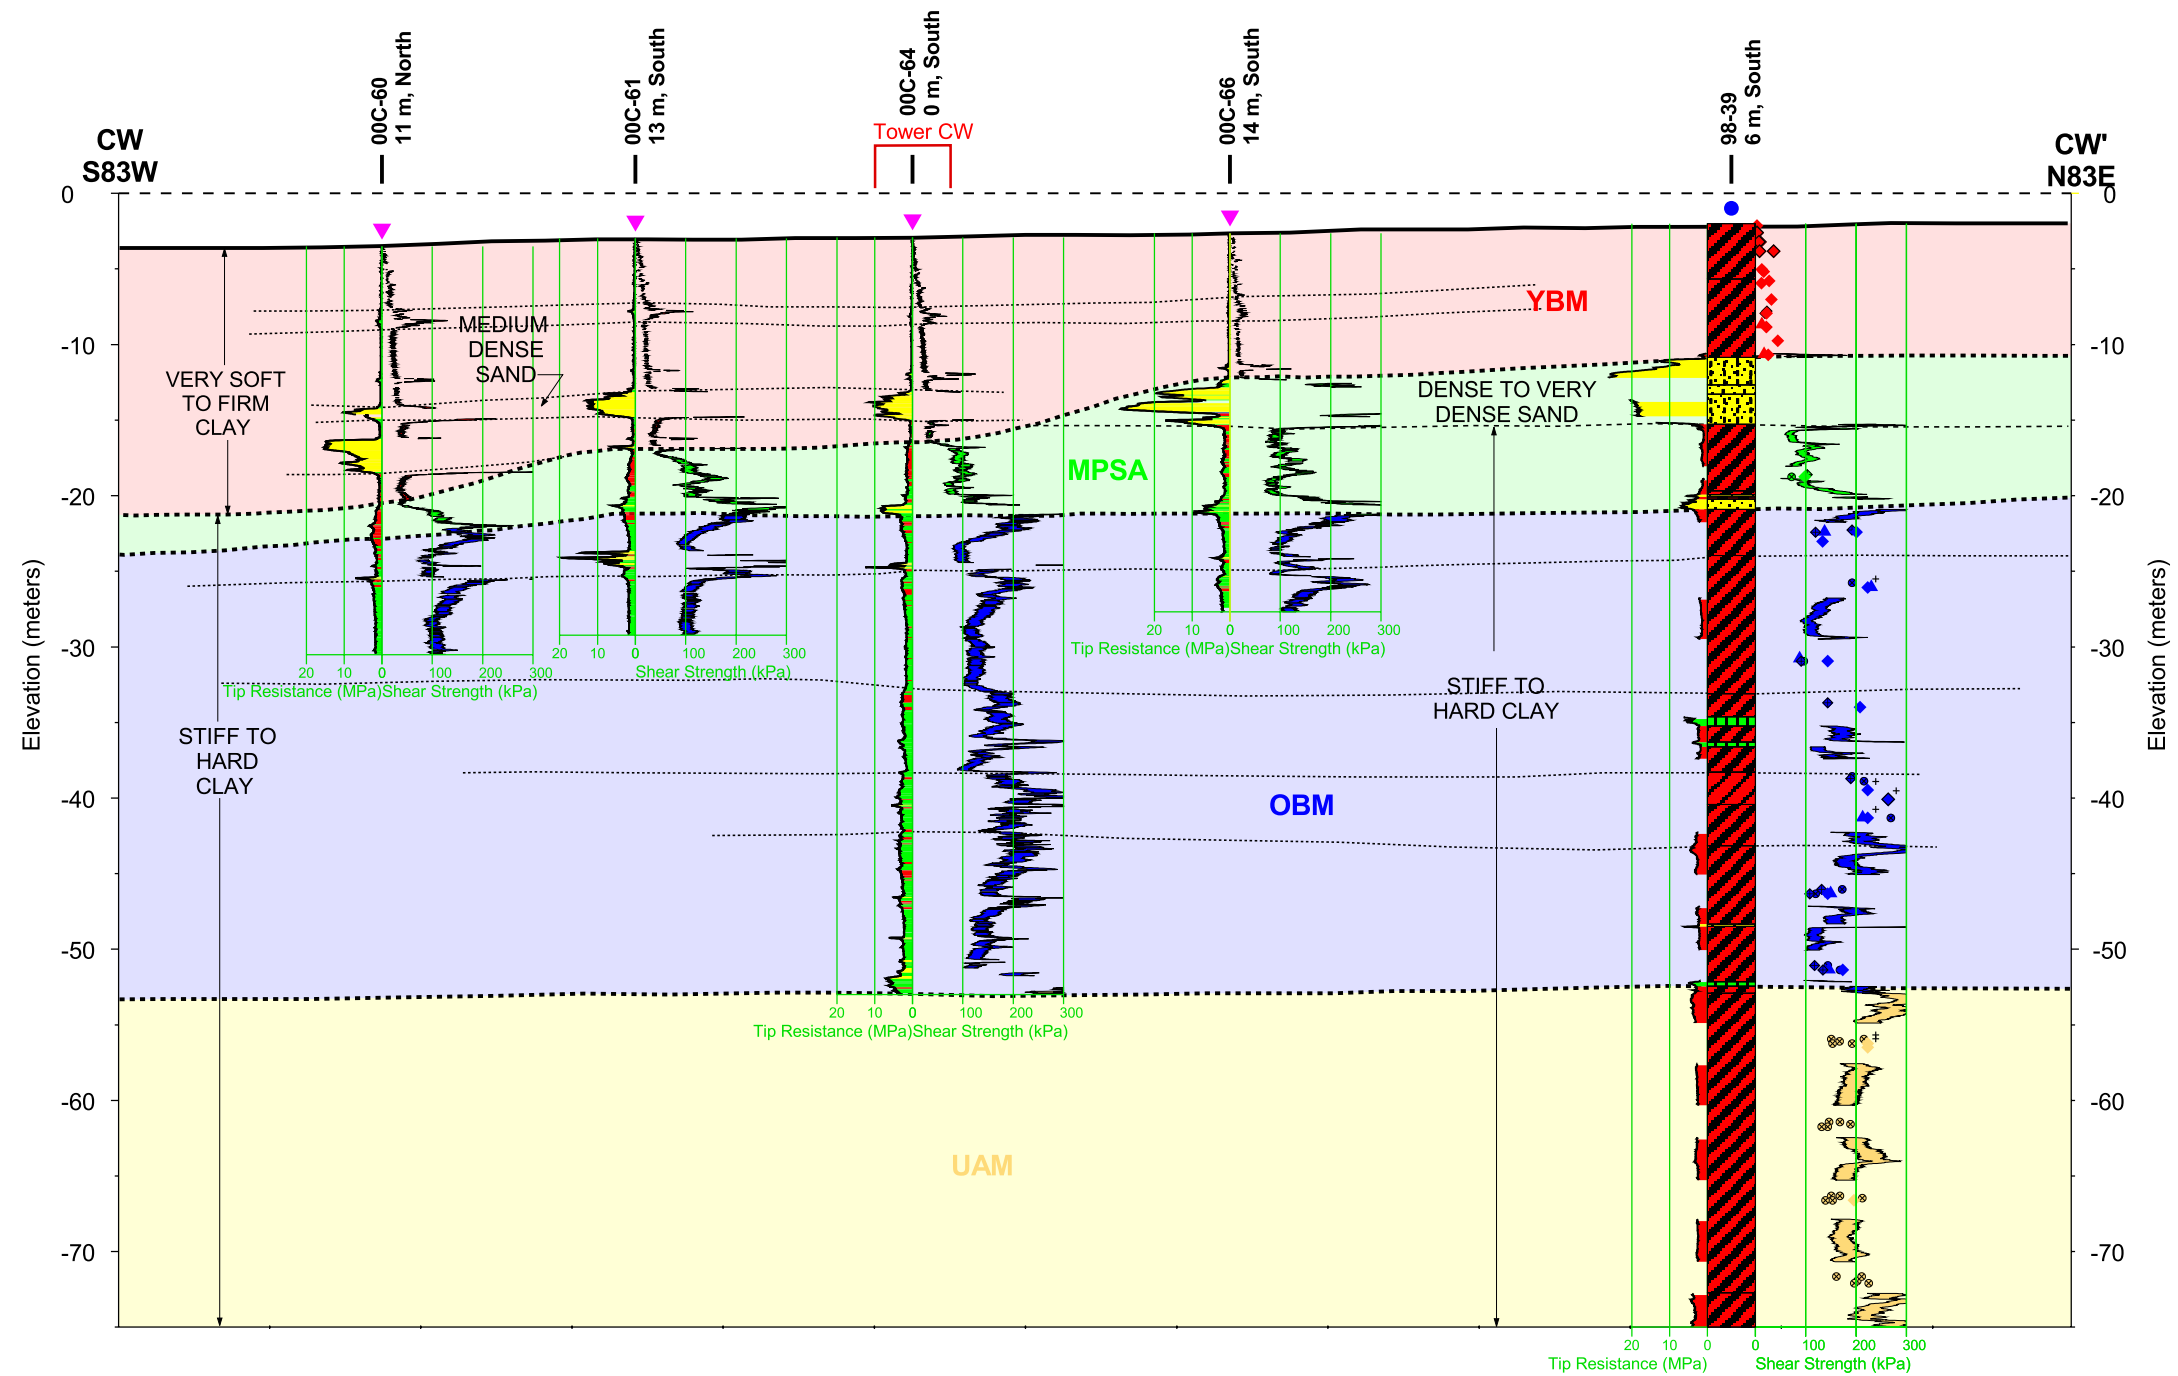 00C-60
11 m, North
00C-61
13 m, South
00C-64
0 m, South
00C-66
14 m, South
98-39
6 m, South
CW
S83W
Tower CW
CW'
N83E
0
0
YBM
-10
-10
MEDIUM
DENSE
SAND
VERY SOFT
TO FIRM
CLAY
DENSE TO VERY
DENSE SAND
MPSA
-20
-20
Elevation (meters)
Elevation (meters)
20 10 0 100 200 300
Tip Resistance (MPa)Shear Strength (kPa)
20 10 0 100 200 300
Shear Strength (kPa)
20 10 0 100 200 300
Tip Resistance (MPa)Shear Strength (kPa)
-30
-30
STIFF TO
HARD CLAY
STIFF TO
HARD
CLAY
-40
-40
OBM
-50
-50
20 10 0 100 200 300
Tip Resistance (MPa)Shear Strength (kPa)
-60
-60
UAM
-70
-70
20 10 0 0 100 200 300
Tip Resistance (MPa) Shear Strength (kPa)